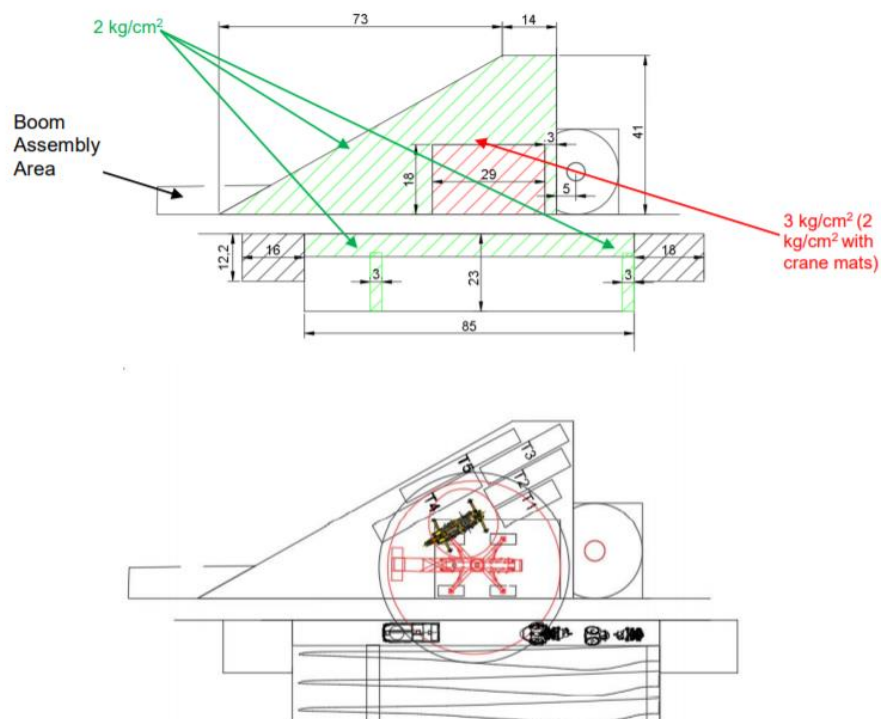 73
14
2 kg/cm²
41
Boom
Assembly
Area
3
18
29
5
3 kg/cm² (2
kg/cm² with
crane mats)
12,2
16
18
3
23
3
85
T3
T5
T2
T1
T4